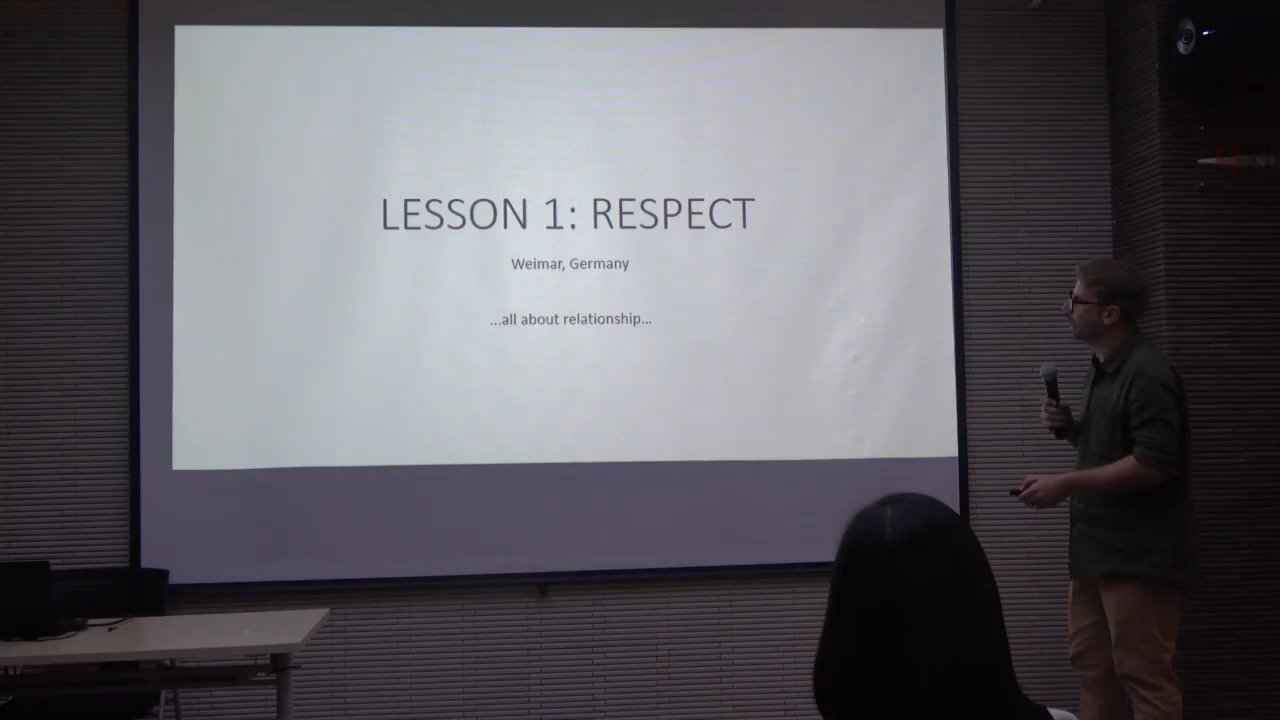 LESSON 1: RESPECT
Weimar, Germany
...all about relationship...